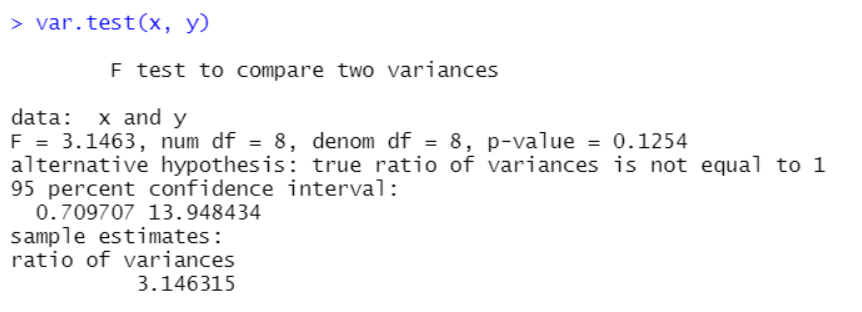 > var.test(x, y)
F test to compare two variances
data:  x and y
F = 3.1463, num df = 8, denom df = 8, p-value = 0.1254
alternative hypothesis: true ratio of variances is not equal to 1
95 percent confidence interval:
0.709707 13.948434
sample estimates:
ratio of variances
3.146315